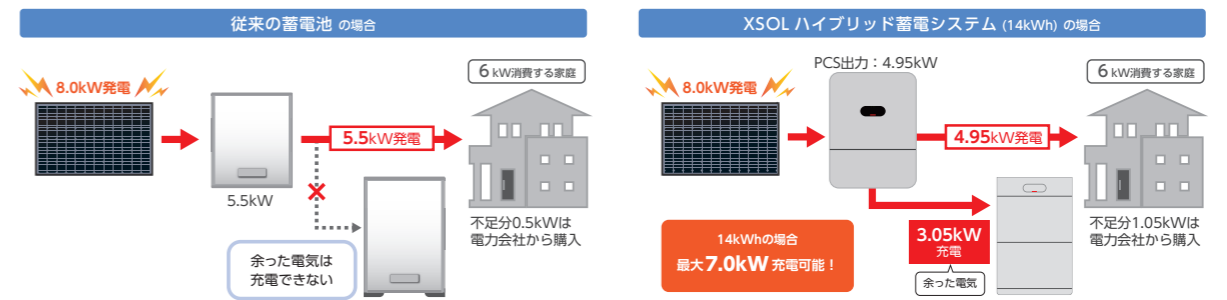 従来の蓄電池 の場合
8.0kW発電
5.5kW
5.5kW発電
余った電気は
充電できない
6 kW消費する家庭
不足分0.5kWは
電力会社から購入
XSOL ハイブリッド蓄電システム (14kWh) の場合
8.0kW発電
PCS出力：4.95kW
4.95kW発電
6 kW消費する家庭
不足分1.05kWは
電力会社から購入
14kWhの場合
最大7.0kW 充電可能！
3.05kW
充電
余った電気